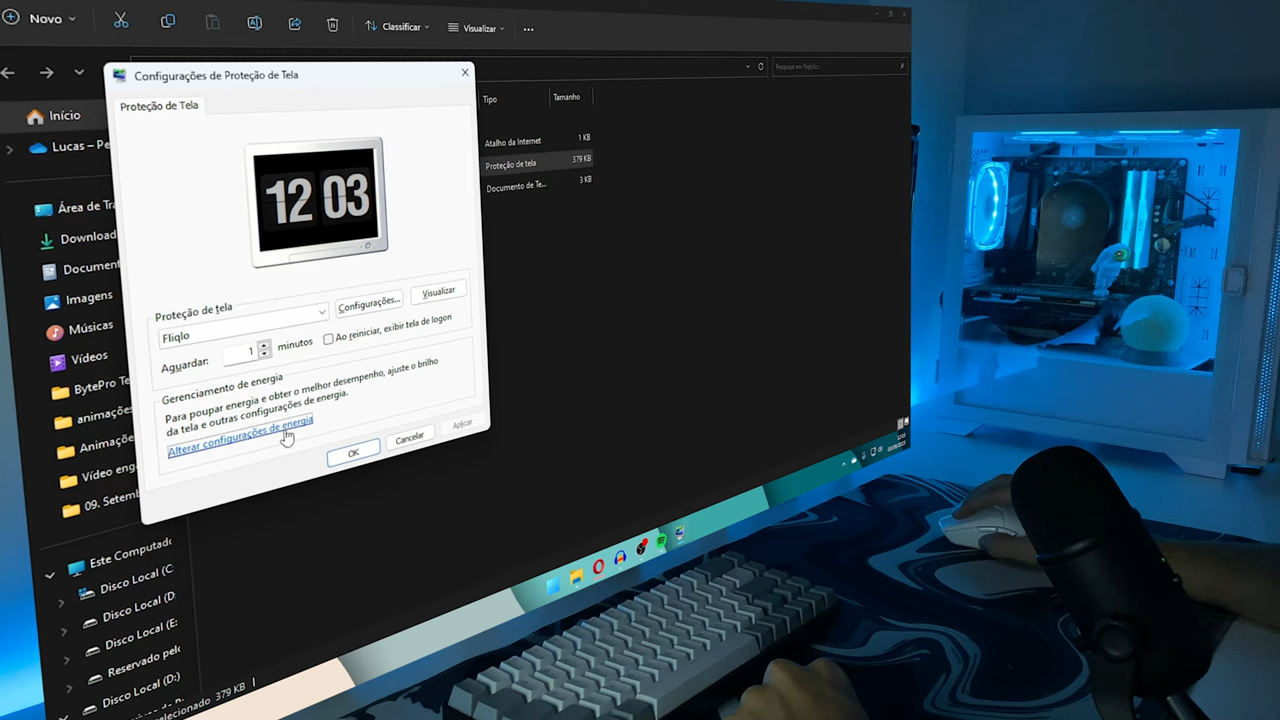 Novo
Classificar
Visualizar
Configurações de Proteção de Tela
Proteção de Tela
12 03
Proteção de tela
Fliqlo
Configurações...
Visualizar
Aguardar:
1
minutos
Ao reiniciar, exibir tela de logon
Gerenciamento de energia
Para poupar energia e obter o melhor desempenho, ajuste o brilho
da tela e outras configurações de energia.
Alterar configurações de energia
OK
Cancelar
Aplicar
Início
Lucas – Pe
Área de Tra
Download
Document
Imagens
Músicas
Vídeos
BytePro Te
animações
Animaçõe
Vídeo eng
09. Setemb
Este Computado
Disco Local (C:
Disco Local (D:
Disco Local (E:
Reservado pelo
Disco Local (D:)
selecionado 379 KB
Tipo
Tamanho
Atalho da Internet
1 KB
Proteção de tela
379 KB
Documento de Te...
3 KB